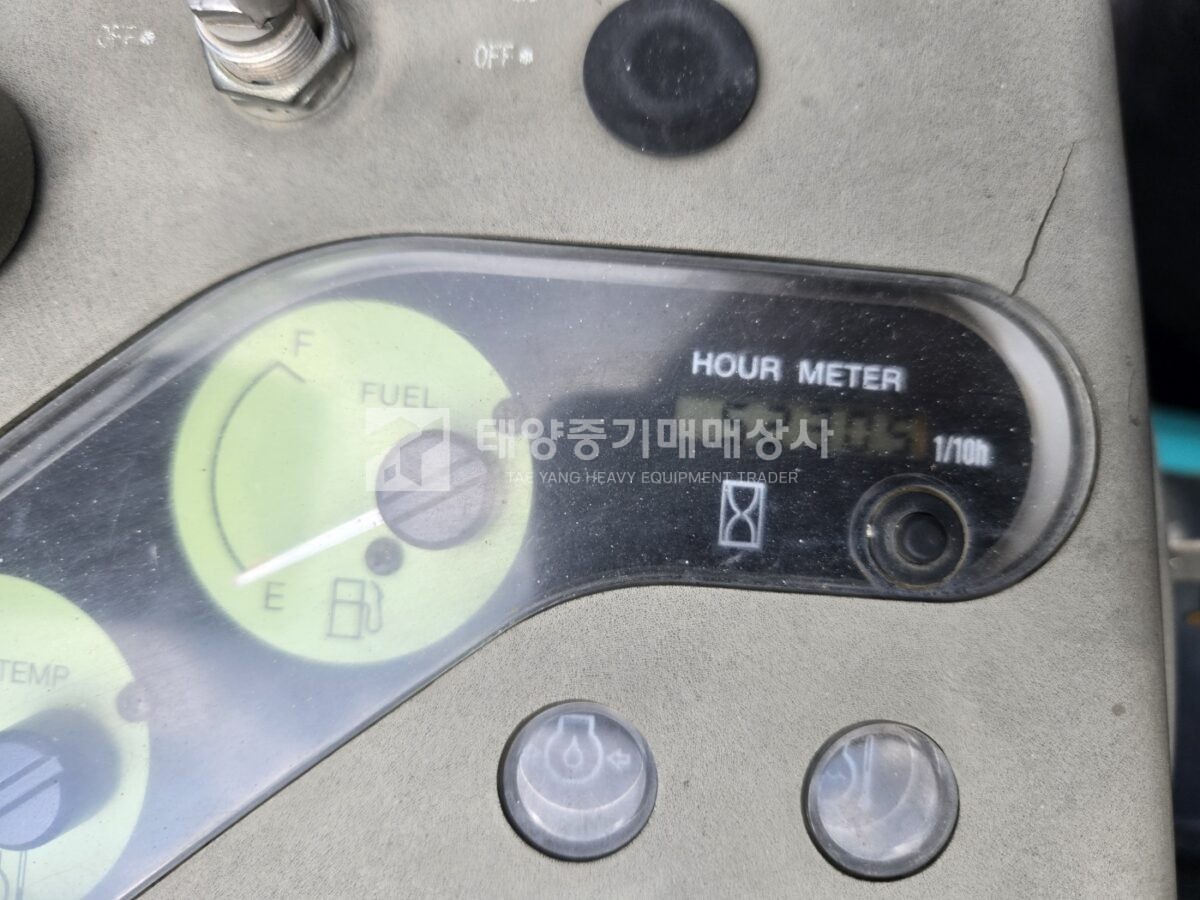 OFF
OFF
F
FUEL
HOUR METER
태양중기매매상사
1/10h
TAE YANG HEAVY EQUIPMENT TRADER
E
TEMP